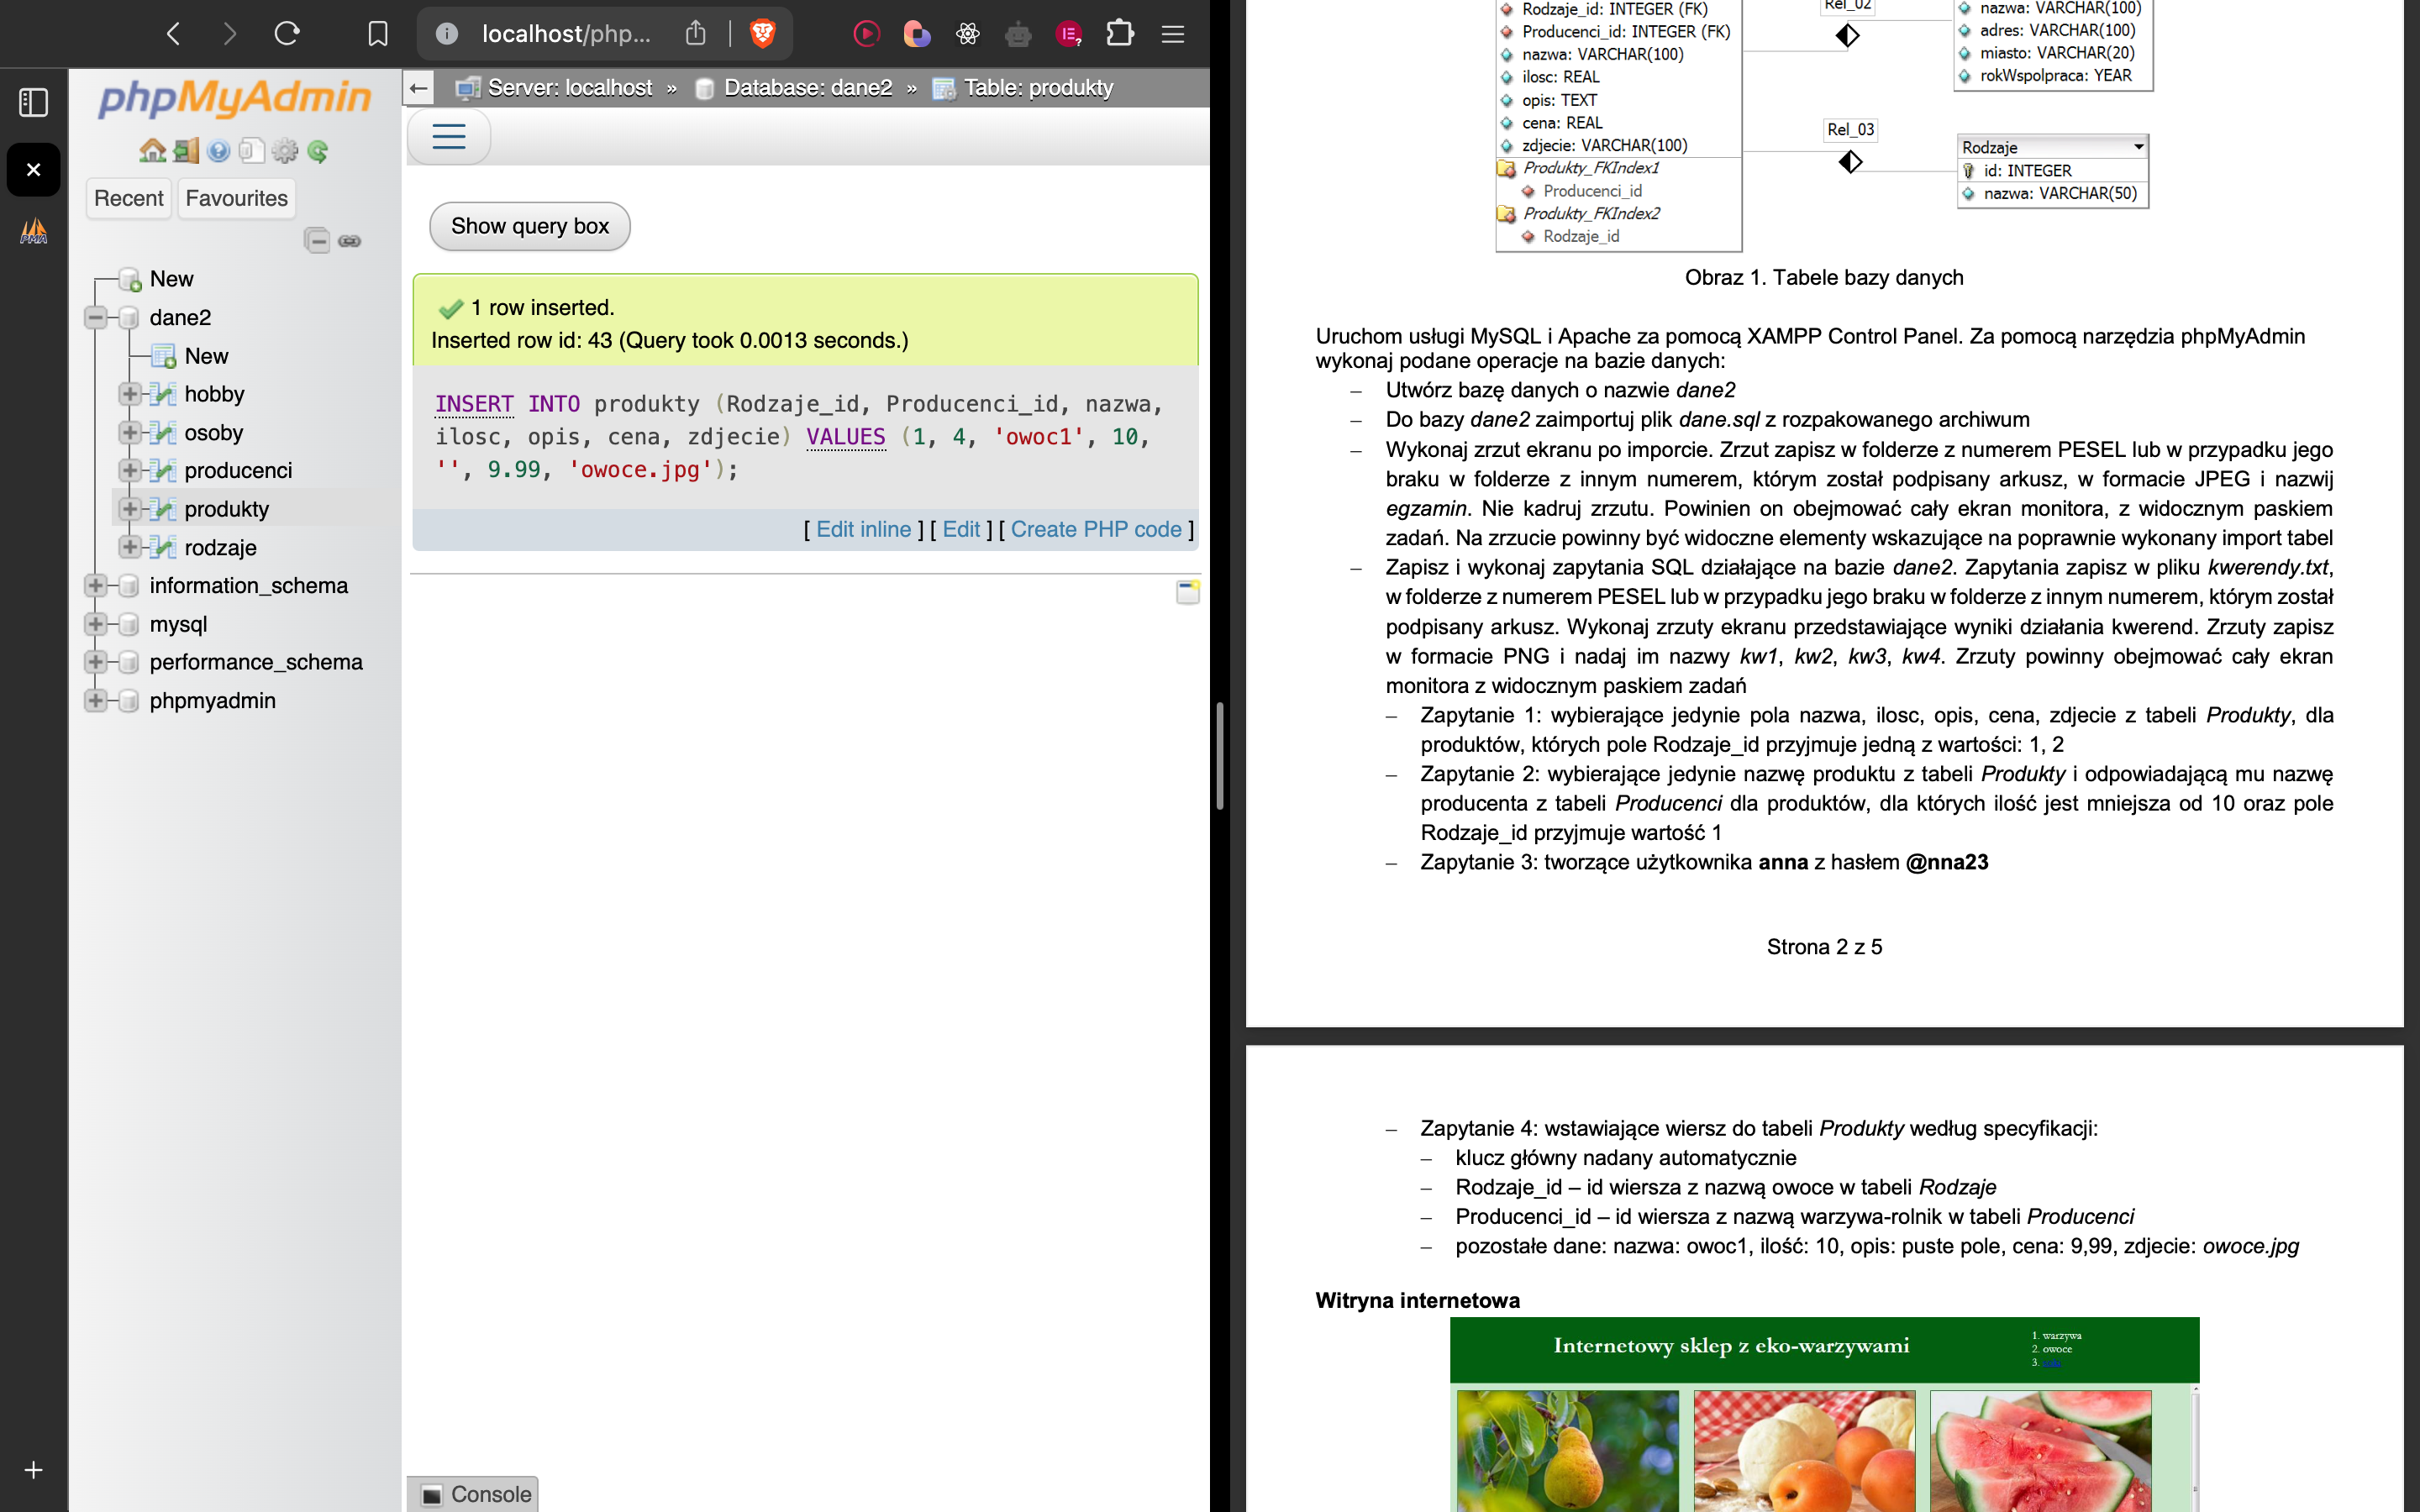 localhost/php...
phpMyAdmin
Recent
Favourites
New
dane2
New
hobby
osoby
producenci
produkty
rodzaje
information_schema
mysql
performance_schema
phpmyadmin
PMA
Server: localhost » Database: dane2 » Table: produkty
Show query box
1 row inserted.
Inserted row id: 43 (Query took 0.0013 seconds.)
INSERT INTO produkty (Rodzaje_id, Producenci_id, nazwa,
ilosc, opis, cena, zdjecie) VALUES (1, 4, 'owoc1', 10,
'', 9.99, 'owoce.jpg');
[ Edit inline ] [ Edit ] [ Create PHP code ]
Console
Rodzaje_id: INTEGER (FK)
Producenci_id: INTEGER (FK)
nazwa: VARCHAR(100)
ilosc: REAL
opis: TEXT
cena: REAL
zdjecie: VARCHAR(100)
Produkty_FKIndex1
Producenci_id
Produkty_FKIndex2
Rodzaje_id
Rel_02
nazwa: VARCHAR(100)
adres: VARCHAR(100)
miasto: VARCHAR(20)
rokWspolpraca: YEAR
Rel_03
Rodzaje
id: INTEGER
nazwa: VARCHAR(50)
Obraz 1. Tabele bazy danych
Uruchom usługi MySQL i Apache za pomocą XAMPP Control Panel. Za pomocą narzędzia phpMyAdmin
wykonaj podane operacje na bazie danych:
– Utwórz bazę danych o nazwie dane2
– Do bazy dane2 zaimportuj plik dane.sql z rozpakowanego archiwum
– Wykonaj zrzut ekranu po imporcie. Zrzut zapisz w folderze z numerem PESEL lub w przypadku jego
braku w folderze z innym numerem, którym został podpisany arkusz, w formacie JPEG i nazwij
egzamin. Nie kadruj zrzutu. Powinien on obejmować cały ekran monitora, z widocznym paskiem
zadań. Na zrzucie powinny być widoczne elementy wskazujące na poprawnie wykonany import tabel
– Zapisz i wykonaj zapytania SQL działające na bazie dane2. Zapytania zapisz w pliku kwerendy.txt,
w folderze z numerem PESEL lub w przypadku jego braku w folderze z innym numerem, którym został
podpisany arkusz. Wykonaj zrzuty ekranu przedstawiające wyniki działania kwerend. Zrzuty zapisz
w formacie PNG i nadaj im nazwy kw1, kw2, kw3, kw4. Zrzuty powinny obejmować cały ekran
monitora z widocznym paskiem zadań
– Zapytanie 1: wybierające jedynie pola nazwa, ilosc, opis, cena, zdjecie z tabeli Produkty, dla
produktów, których pole Rodzaje_id przyjmuje jedną z wartości: 1, 2
– Zapytanie 2: wybierające jedynie nazwę produktu z tabeli Produkty i odpowiadającą mu nazwę
producenta z tabeli Producenci dla produktów, dla których ilość jest mniejsza od 10 oraz pole
Rodzaje_id przyjmuje wartość 1
– Zapytanie 3: tworzące użytkownika anna z hasłem @nna23
Strona 2 z 5
– Zapytanie 4: wstawiające wiersz do tabeli Produkty według specyfikacji:
– klucz główny nadany automatycznie
– Rodzaje_id – id wiersza z nazwą owoce w tabeli Rodzaje
– Producenci_id – id wiersza z nazwą warzywa-rolnik w tabeli Producenci
– pozostałe dane: nazwa: owoc1, ilość: 10, opis: puste pole, cena: 9,99, zdjecie: owoce.jpg
Witryna internetowa
Internetowy sklep z eko-warzywami
1. warzywa
2. owoce
3.